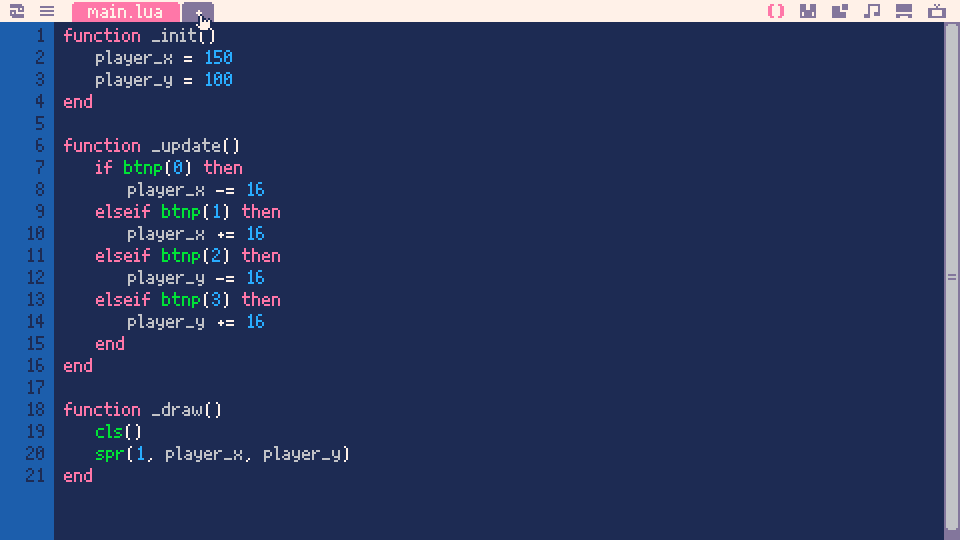 main.lua +
1 function _init()
2 player_x = 150
3 player_y = 100
4 end
5
6 function _update()
7 if btnp(0) then
8 player_x -= 16
9 elseif btnp(1) then
10 player_x += 16
11 elseif btnp(2) then
12 player_y -= 16
13 elseif btnp(3) then
14 player_y += 16
15 end
16 end
17
18 function _draw()
19 cls()
20 spr(1, player_x, player_y)
21 end